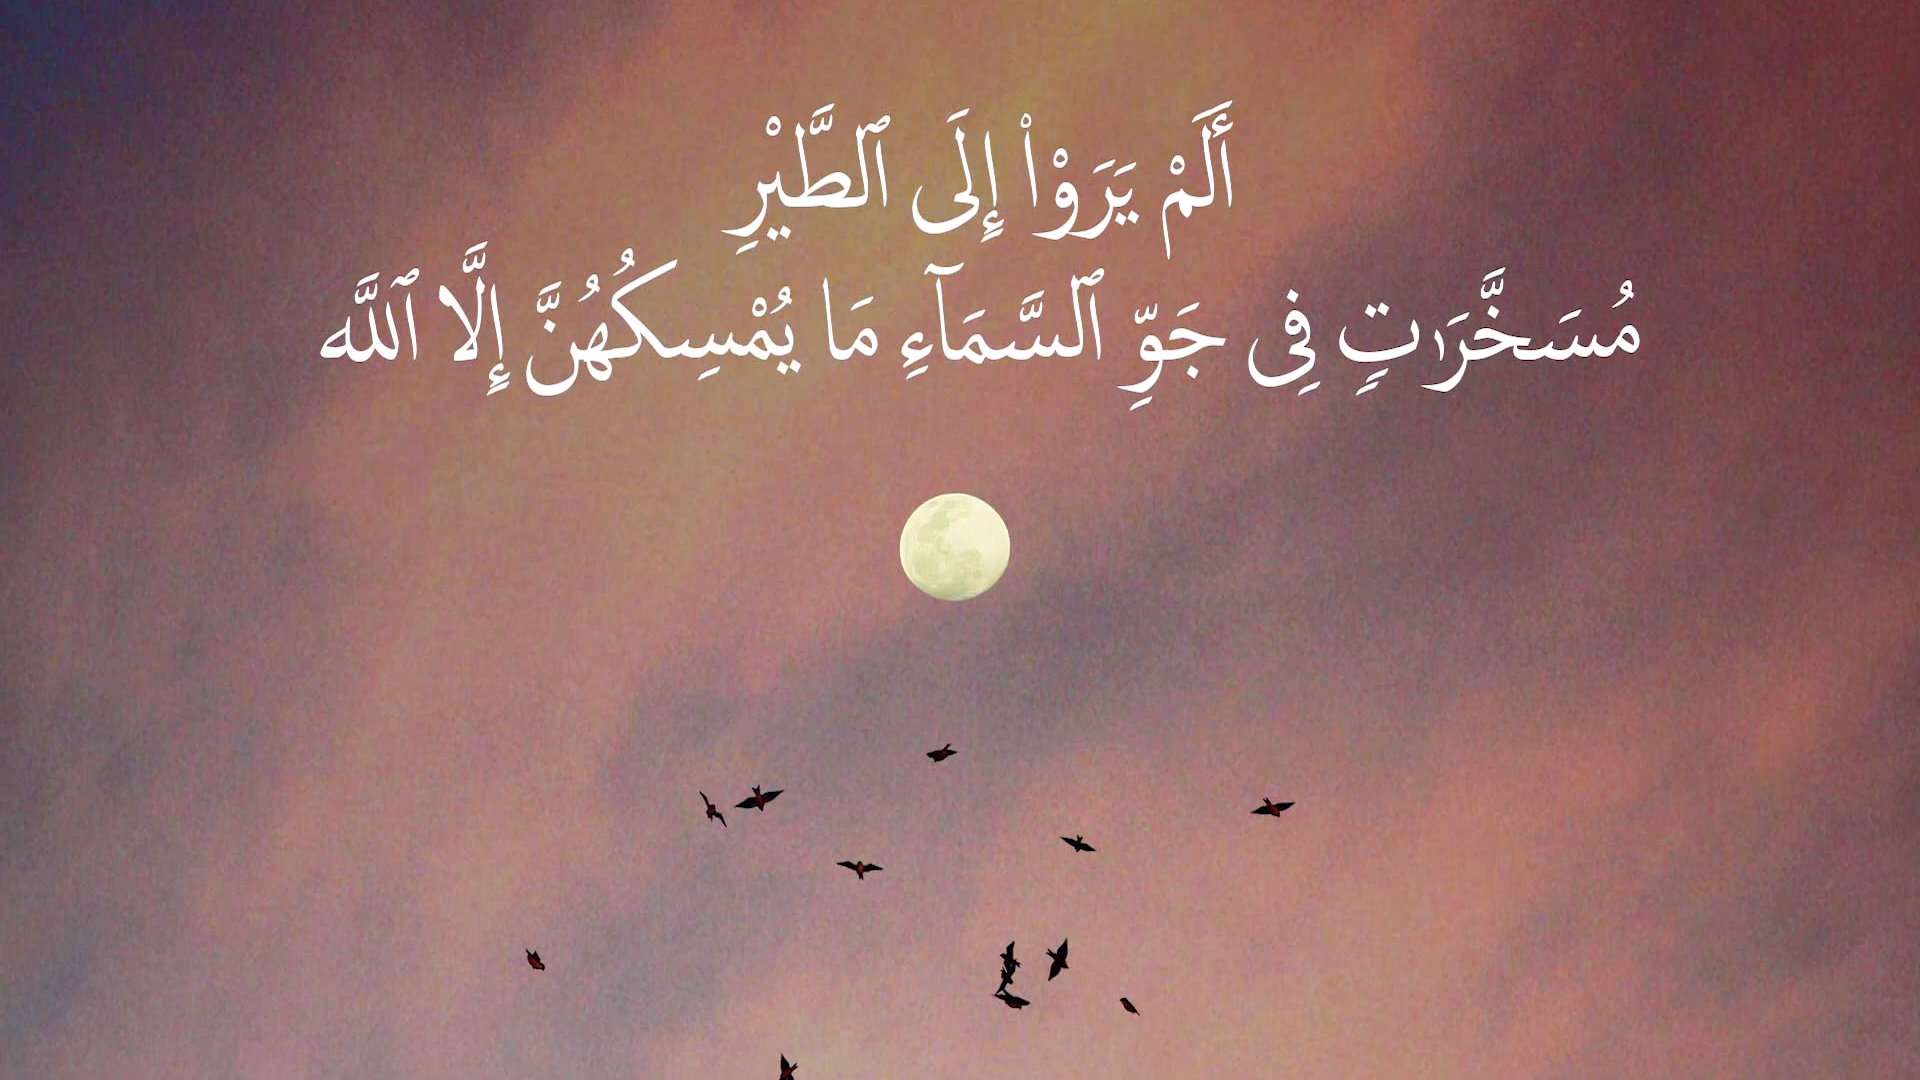 أَلَمْ يَرَوْا۟ إِلَى ٱلطَّيْرِ
مُسَخَّرَٰتٍ فِى جَوِّ ٱلسَّمَآءِ مَا يُمْسِكُهُنَّ إِلَّا ٱللَّه